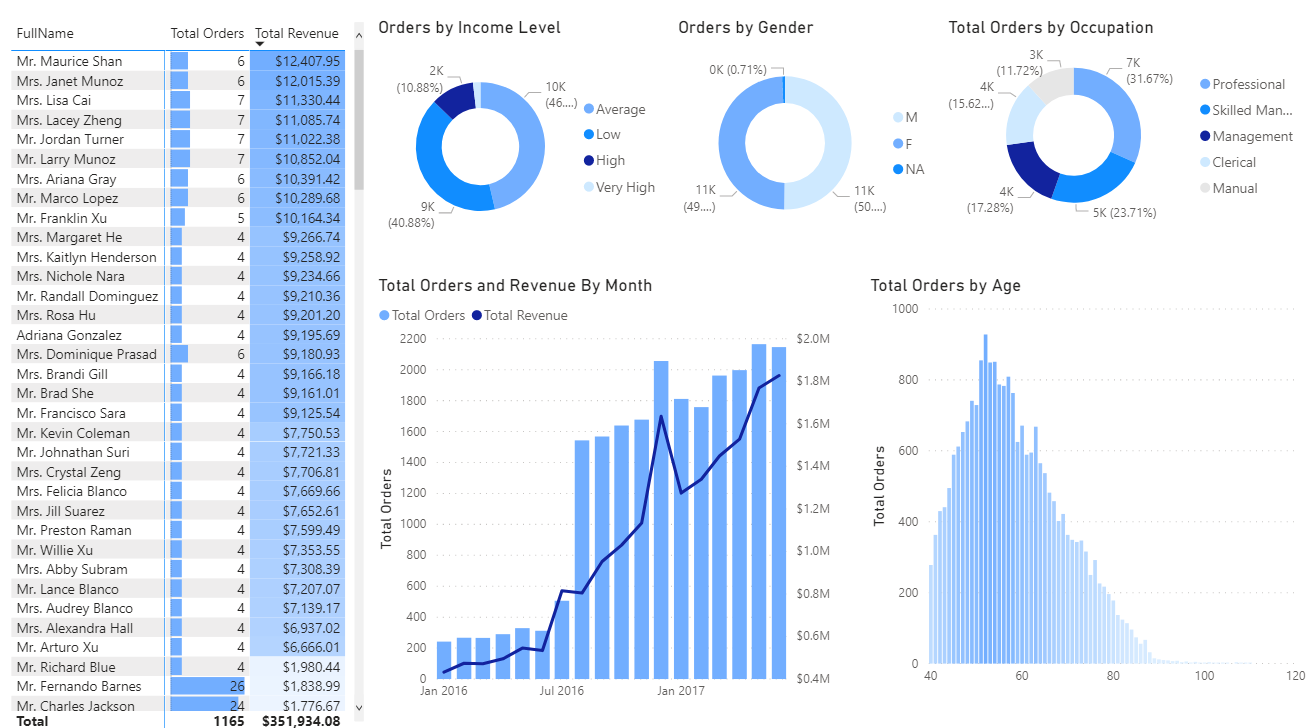 FullName Total Orders Total Revenue
Mr. Maurice Shan 6 $12,407.95
Mrs. Janet Munoz 6 $12,015.39
Mrs. Lisa Cai 7 $11,330.44
Mrs. Lacey Zheng 7 $11,085.74
Mr. Jordan Turner 7 $11,022.38
Mr. Larry Munoz 7 $10,852.04
Mrs. Ariana Gray 6 $10,391.42
Mr. Marco Lopez 6 $10,289.68
Mr. Franklin Xu 5 $10,164.34
Mrs. Margaret He 4 $9,266.74
Mrs. Kaitlyn Henderson 4 $9,258.92
Mrs. Nichole Nara 4 $9,234.66
Mr. Randall Dominguez 4 $9,210.36
Mrs. Rosa Hu 4 $9,201.20
Adriana Gonzalez 4 $9,195.69
Mrs. Dominique Prasad 6 $9,180.93
Mrs. Brandi Gill 4 $9,166.18
Mr. Brad She 4 $9,161.01
Mr. Francisco Sara 4 $9,125.54
Mr. Kevin Coleman 4 $7,750.53
Mr. Johnathan Suri 4 $7,721.33
Mrs. Crystal Zeng 4 $7,706.81
Mrs. Felicia Blanco 4 $7,669.66
Mrs. Jill Suarez 4 $7,652.61
Mr. Preston Raman 4 $7,599.49
Mr. Willie Xu 4 $7,353.55
Mrs. Abby Subram 4 $7,308.39
Mr. Lance Blanco 4 $7,207.07
Mrs. Audrey Blanco 4 $7,139.17
Mrs. Alexandra Hall 4 $6,937.02
Mr. Arturo Xu 4 $6,666.01
Mr. Richard Blue 4 $1,980.44
Mr. Fernando Barnes 26 $1,838.99
Mr. Charles Jackson 24 $1,776.67
Total 1165 $351,934.08
Orders by Income Level
2K
(10.88%)
10K
(46....)
9K
(40.88%)
Average
Low
High
Very High
Orders by Gender
0K (0.71%)
11K
(49....)
11K
(50....)
M
F
NA
Total Orders by Occupation
3K
(11.72%)
7K
(31.67%)
4K
(15.62...)
4K
(17.28%)
5K (23.71%)
Professional
Skilled Man...
Management
Clerical
Manual
Total Orders and Revenue By Month
Total Orders Total Revenue
2200
2000
1800
1600
1400
1200
1000
800
600
400
200
0
Total Orders
$2.0M
$1.8M
$1.6M
$1.4M
$1.2M
$1.0M
$0.8M
$0.6M
$0.4M
Jan 2016 Jul 2016 Jan 2017
Total Orders by Age
1000
800
600
400
200
0
Total Orders
40 60 80 100 120